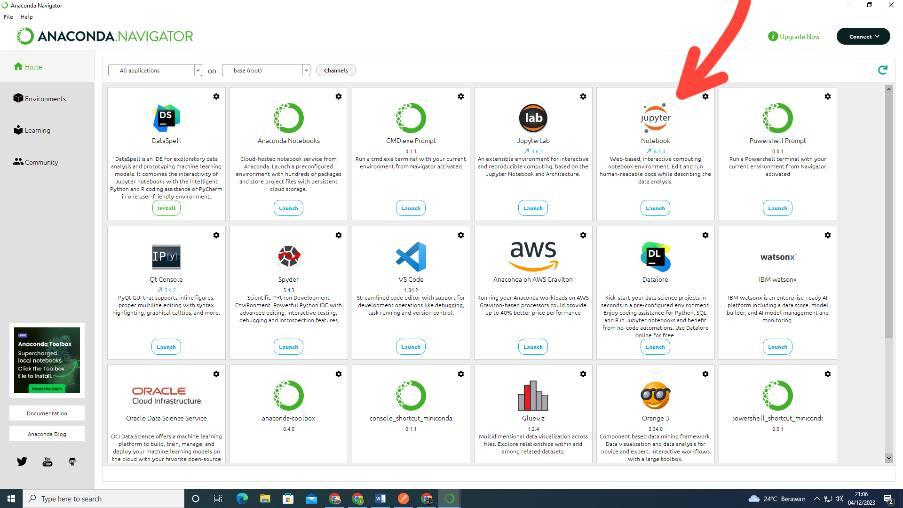 Anaconda Navigator
File Help
ANACONDA.NAVIGATOR
Upgrade Now
Connect
Home
Environments
Learning
Community
All applications
on
base (root)
Channels
DS
DataSpell
DataSpell is an IDE for exploratory data
analysis and prototyping machine learning
models. It combines the interactivity of
Jupyter notebooks with the intelligent
Python and R coding assistance of PyCharm
in one user-friendly environment.
Install
Anaconda Notebooks
Cloud-hosted notebook service from
Anaconda. Launch a preconfigured
environment with hundreds of packages
and store project files with persistent
cloud storage.
Launch
CMD.exe Prompt
0.1.1
Run a cmd.exe terminal with your current
environment from navigator activated
Launch
lab
JupyterLab
3.6.3
An extensible environment for interactive
and reproducible computing, based on the
Jupyter Notebook and Architecture.
Launch
jupyter
Notebook
6.5.4
Web-based, interactive computing
notebook environment. Edit and run
human-readable docs while describing the
data analysis.
Launch
Powershell Prompt
0.0.1
Run a Powershell terminal with your
current environment from Navigator
activated
Launch
IP[y]
Qt Console
PyQt GUI that supports inline figures,
proper multiline editing with syntax
highlighting, graphical calltips, and more.
Launch
Spyder
Scientific PYthon Development
EnviRonment. Powerful Python IDE with
advanced editing, interactive testing,
debugging and introspection features
Launch
VS Code
Streamlined code editor with support for
development operations like debugging,
task running and version control.
Launch
aws
Anaconda on AWS Graviton
Running your Anaconda workloads on AWS
Graviton-based processors could provide
up to 40% better price performance
Launch
DL
Datalore
Kick-start your data science projects in
seconds in a pre-configured environment.
Enjoy coding assistance for Python, SQL,
and R in Jupyter notebooks and benefit
from no-code automations. Use Datalore
online for free.
Launch
watsonx
IBM watsonx
IBM watsonx is an enterprise-ready AI
platform including a data store, model
builder, and AI model management and
monitoring
Launch
ORACLE
Cloud Infrastructure
Oracle Data Science Service
OCI Data Science offers a machine learning
platform to build, train, manage, and
deploy your machine learning models on
the cloud with your favorite open-source
anaconda-toolbox
0.4.0
console_shortcut_miniconda
0.1.1
Glueviz
1.2.4
Multidimensional data visualization across
files. Explore relationships within and
among related datasets.
Orange 3
3.34.0
Component based data mining framework.
Data visualization and data analysis for
novice and expert. Interactive workflows
with a large toolbox.
powershell_shortcut_miniconda
0.0.1
Anaconda Toolbox
Supercharged
local notebooks.
Click the Toolbox
tile to install.
Read the Docs
Documentation
Anaconda Blog
Type here to search
24°C Berawan
21:06
04/12/2023